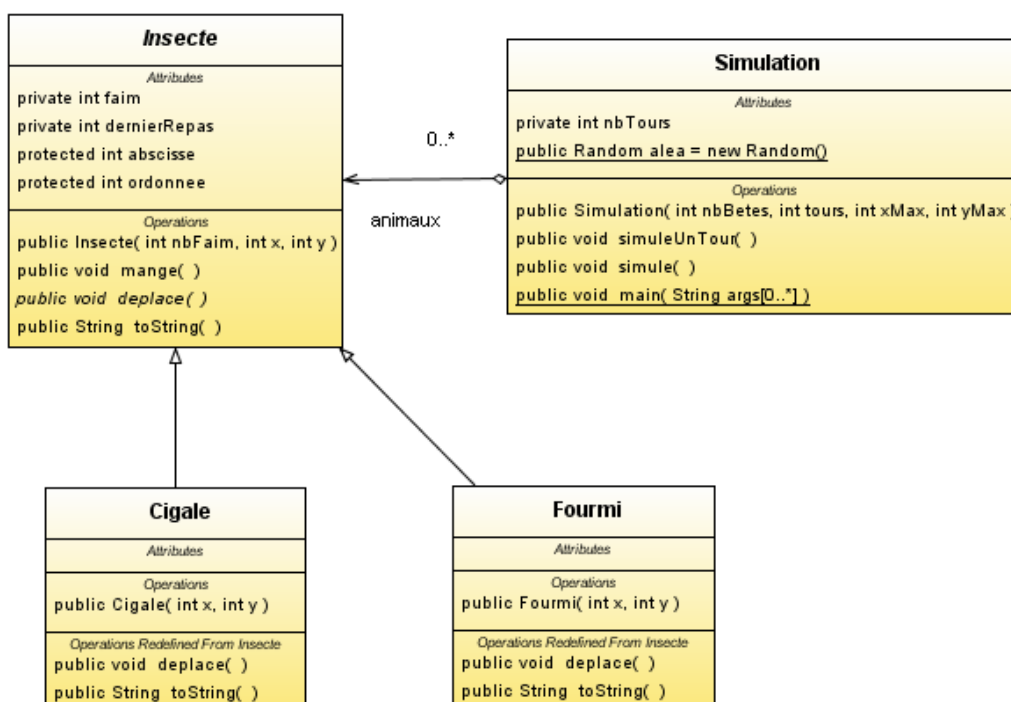 Insecte
Attributes
private int faim
private int dernierRepas
protected int abscisse
protected int ordonnee
Operations
public Insecte( int nbFaim, int x, int y )
public void mange( )
public void deplace( )
public String toString( )
0..*
animaux
Simulation
Attributes
private int nbTours
public Random alea = new Random()
Operations
public Simulation( int nbBetes, int tours, int xMax, int yMax )
public void simuleUnTour( )
public void simule( )
public void main( String args[0..*] )
Cigale
Attributes
Operations
public Cigale( int x, int y )
Operations Redefined From Insecte
public void deplace( )
public String toString( )
Fourmi
Attributes
Operations
public Fourmi( int x, int y )
Operations Redefined From Insecte
public void deplace( )
public String toString( )